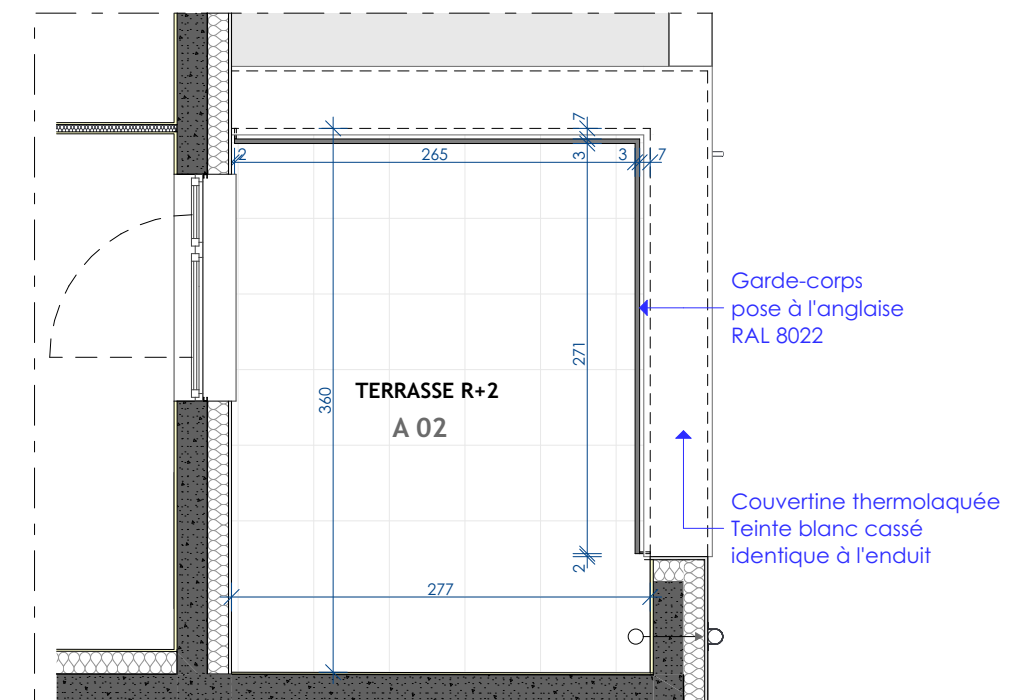 7
2
265
3
3
7
Garde-corps
pose à l'anglaise
RAL 8022
271
360
TERRASSE R+2
A 02
Couvertine thermolaquée
Teinte blanc cassé
identique à l'enduit
2
277